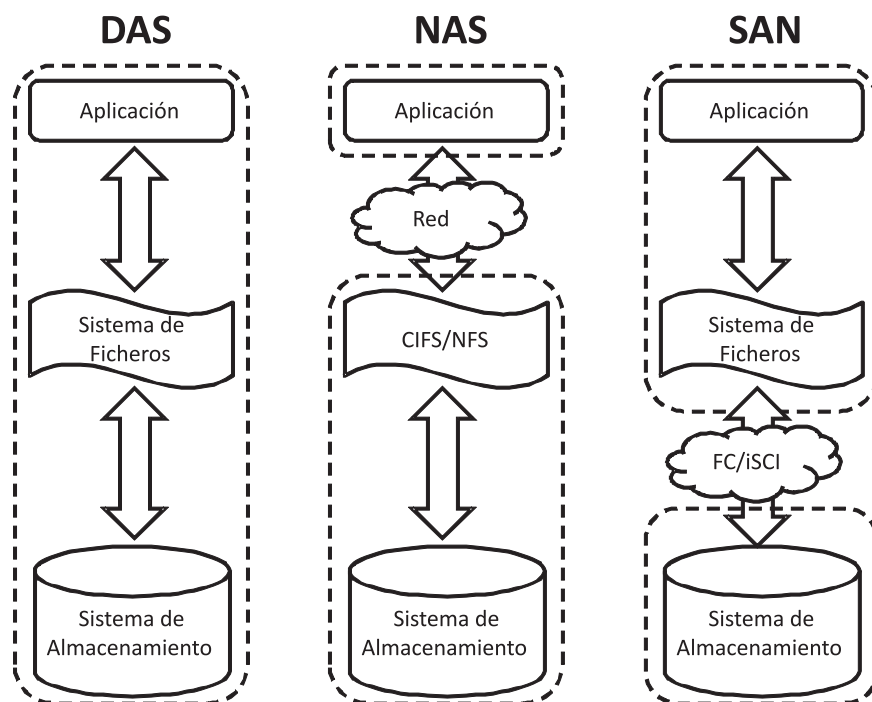 DAS
NAS
SAN
Aplicación
Aplicación
Aplicación
Red
Sistema de
Ficheros
CIFS/NFS
Sistema de
Ficheros
FC/iSCI
Sistema de
Almacenamiento
Sistema de
Almacenamiento
Sistema de
Almacenamiento